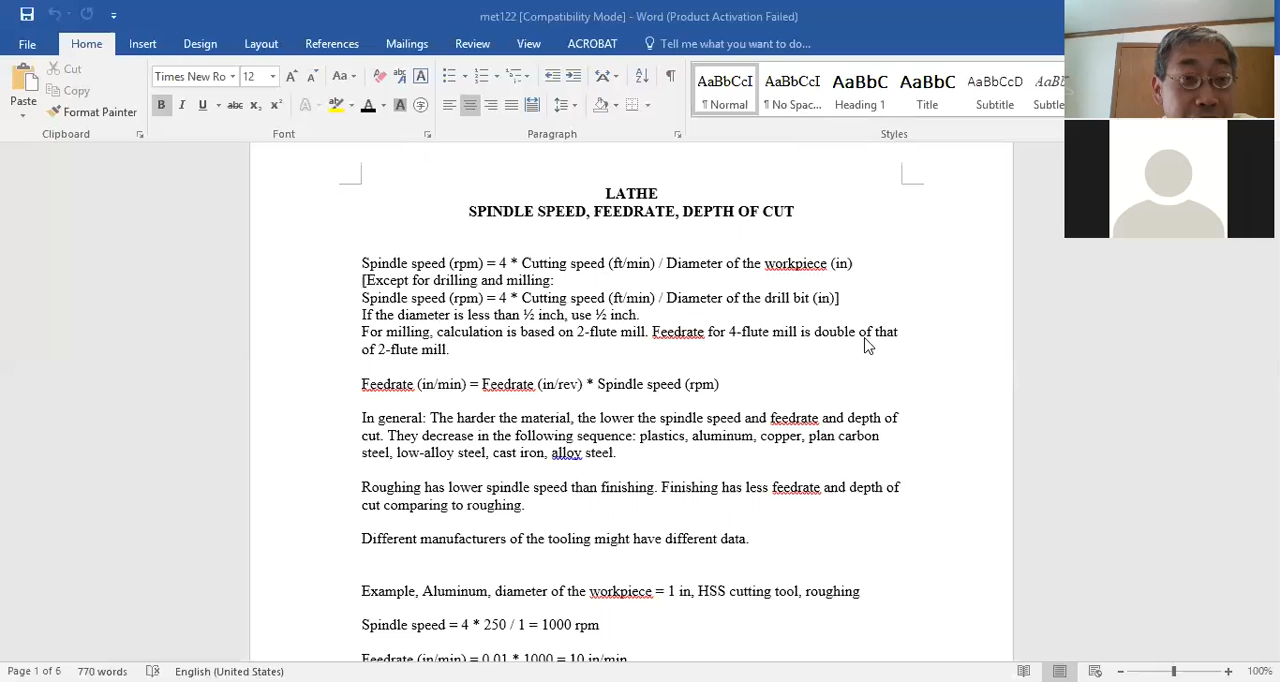 met122 [Compatibility Mode] - Word (Product Activation Failed)
File Home Insert Design Layout References Mailings Review View ACROBAT Tell me what you want to do...
Cut
Copy
Paste
Format Painter
Times New Ro 12
AaBbCcI AaBbCcI AaBbC AaBbC AaBbCcD AaBbC
¶ Normal ¶ No Spac... Heading 1 Title Subtitle Subtle
Clipboard Font Paragraph Styles
LATHE
SPINDLE SPEED, FEEDRATE, DEPTH OF CUT
Spindle speed (rpm) = 4 * Cutting speed (ft/min) / Diameter of the workpiece (in)
[Except for drilling and milling:
Spindle speed (rpm) = 4 * Cutting speed (ft/min) / Diameter of the drill bit (in)]
If the diameter is less than ½ inch, use ½ inch.
For milling, calculation is based on 2-flute mill. Feedrate for 4-flute mill is double of that
of 2-flute mill.
Feedrate (in/min) = Feedrate (in/rev) * Spindle speed (rpm)
In general: The harder the material, the lower the spindle speed and feedrate and depth of
cut. They decrease in the following sequence: plastics, aluminum, copper, plan carbon
steel, low-alloy steel, cast iron, alloy steel.
Roughing has lower spindle speed than finishing. Finishing has less feedrate and depth of
cut comparing to roughing.
Different manufacturers of the tooling might have different data.
Example, Aluminum, diameter of the workpiece = 1 in, HSS cutting tool, roughing
Spindle speed = 4 * 250 / 1 = 1000 rpm
Feedrate (in/min) = 0.01 * 1000 = 10 in/min
Page 1 of 6 770 words English (United States) 100%